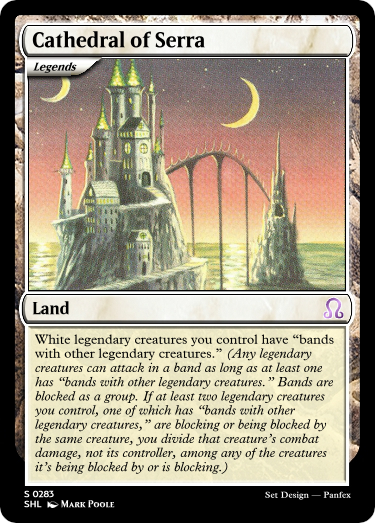 Cathedral of Serra
Legends
Land
White legendary creatures you control have “bands
with other legendary creatures.” (Any legendary
creatures can attack in a band as long as at least one
has “bands with other legendary creatures.” Bands are
blocked as a group. If at least two legendary creatures
you control, one of which has “bands with other
legendary creatures,” are blocking or being blocked by
the same creature, you divide that creature’s combat
damage, not its controller, among any of the creatures
it’s being blocked by or is blocking.)
S 0283
SHL Mark Poole
Set Design — Panfex